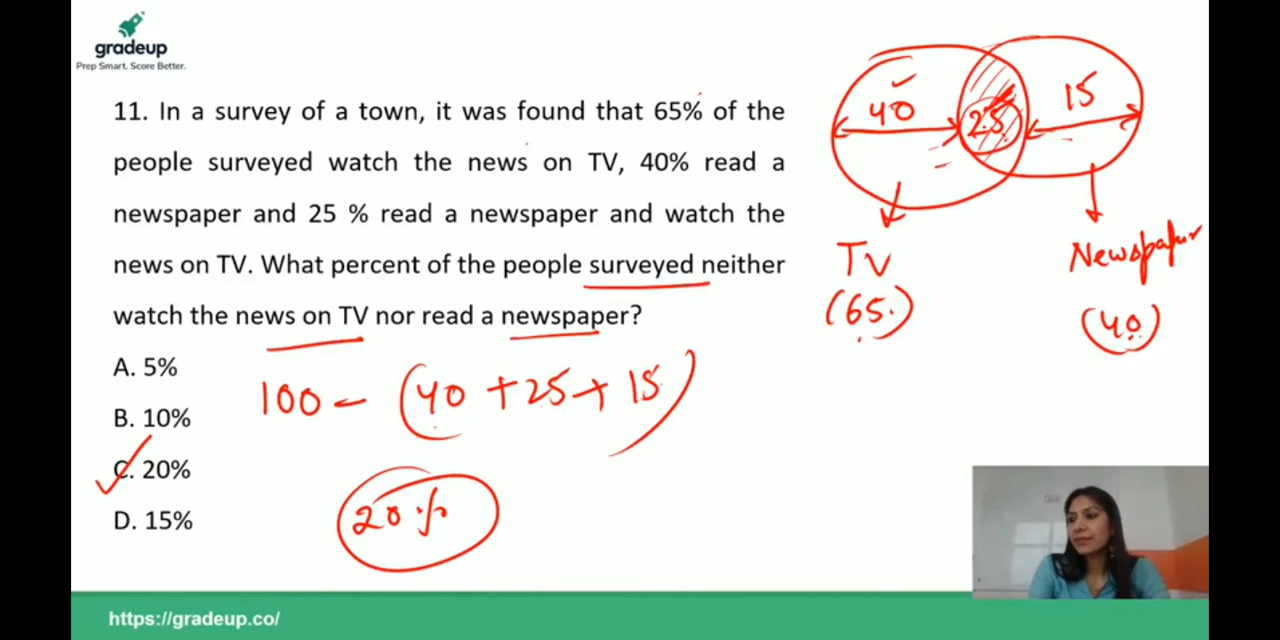 gradeup
Prep Smart. Score Better.
11. In a survey of a town, it was found that 65% of the
people surveyed watch the news on TV, 40% read a
newspaper and 25 % read a newspaper and watch the
news on TV. What percent of the people surveyed neither
watch the news on TV nor read a newspaper?
A. 5%
B. 10%
C. 20%
D. 15%
100 - (40 + 25 + 15)
20%
40 25 15
TV
(65.)
Newspaper
(40)
https://gradeup.co/